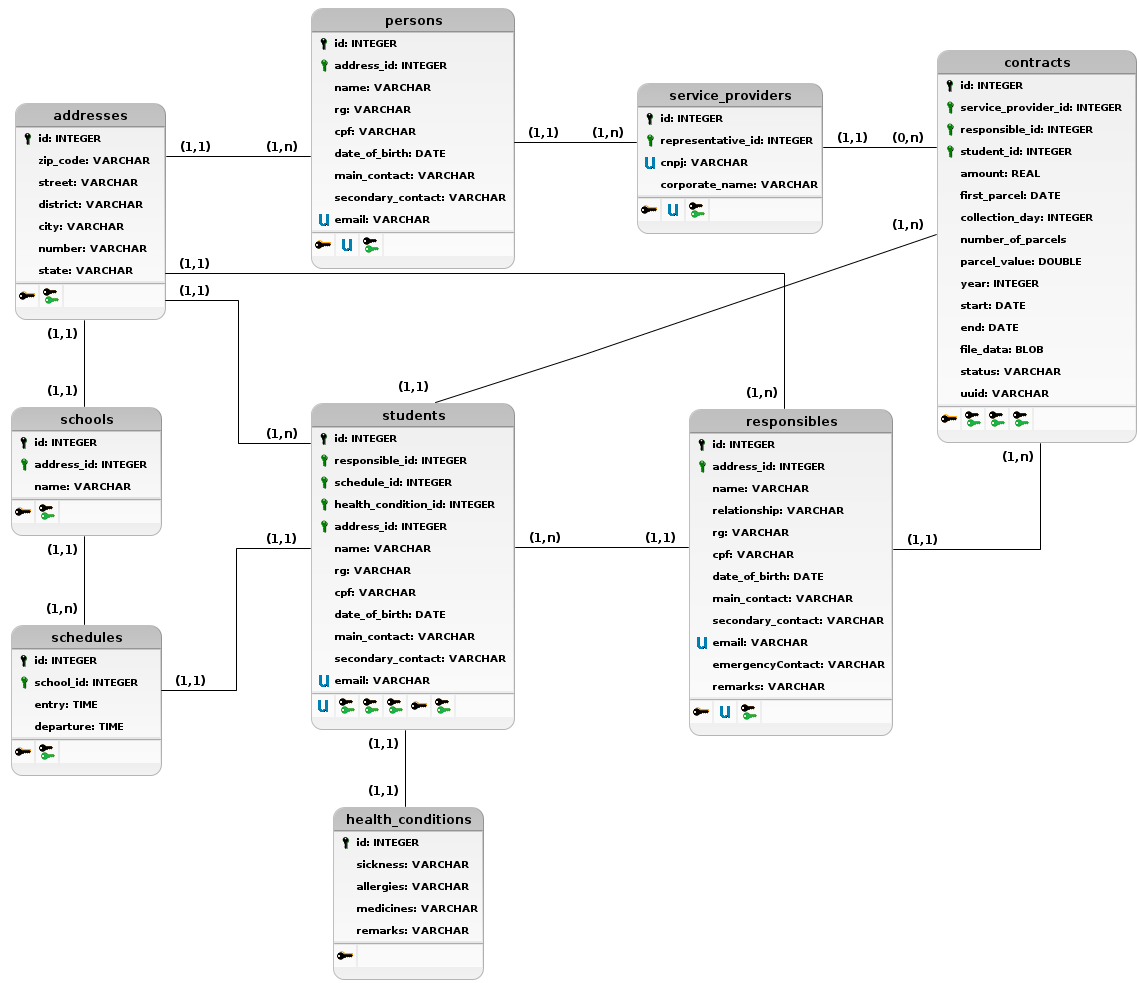 persons
id: INTEGER
address_id: INTEGER
name: VARCHAR
rg: VARCHAR
cpf: VARCHAR
date_of_birth: DATE
main_contact: VARCHAR
secondary_contact: VARCHAR
U email: VARCHAR
U
addresses
id: INTEGER
zip_code: VARCHAR
street: VARCHAR
district: VARCHAR
city: VARCHAR
number: VARCHAR
state: VARCHAR
(1,1) (1,n)
(1,1) (1,n)
service_providers
id: INTEGER
representative_id: INTEGER
U cnpj: VARCHAR
corporate_name: VARCHAR
U
(1,1) (0,n)
contracts
id: INTEGER
service_provider_id: INTEGER
responsible_id: INTEGER
student_id: INTEGER
amount: REAL
first_parcel: DATE
collection_day: INTEGER
number_of_parcels
parcel_value: DOUBLE
year: INTEGER
start: DATE
end: DATE
file_data: BLOB
status: VARCHAR
uuid: VARCHAR
(1,n)
(1,1)
(1,1)
(1,n)
(1,1)
(1,n)
(1,1)
(1,1)
schools
id: INTEGER
address_id: INTEGER
name: VARCHAR
(1,1)
(1,n)
schedules
id: INTEGER
school_id: INTEGER
entry: TIME
departure: TIME
(1,1)
(1,1)
(1,1)
students
id: INTEGER
responsible_id: INTEGER
schedule_id: INTEGER
health_condition_id: INTEGER
address_id: INTEGER
name: VARCHAR
rg: VARCHAR
cpf: VARCHAR
date_of_birth: DATE
main_contact: VARCHAR
secondary_contact: VARCHAR
U email: VARCHAR
U
(1,n) (1,1)
responsibles
id: INTEGER
address_id: INTEGER
name: VARCHAR
relationship: VARCHAR
rg: VARCHAR
cpf: VARCHAR
date_of_birth: DATE
main_contact: VARCHAR
secondary_contact: VARCHAR
U email: VARCHAR
emergencyContact: VARCHAR
remarks: VARCHAR
U
(1,1)
(1,n)
(1,1)
(1,1)
health_conditions
id: INTEGER
sickness: VARCHAR
allergies: VARCHAR
medicines: VARCHAR
remarks: VARCHAR